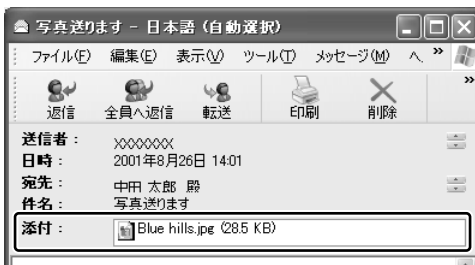 写真送ります - 日本語 (自動選択)
ファイル(F) 編集(E) 表示(V) ツール(T) メッセージ(M) ヘ »
返信 全員へ返信 転送 印刷 削除 »
送信者： xxxxxxxx
日時： 2001年8月26日 14:01
宛先： 中田 太郎 殿
件名： 写真送ります
添付： Blue hills.jpg (28.5 KB)